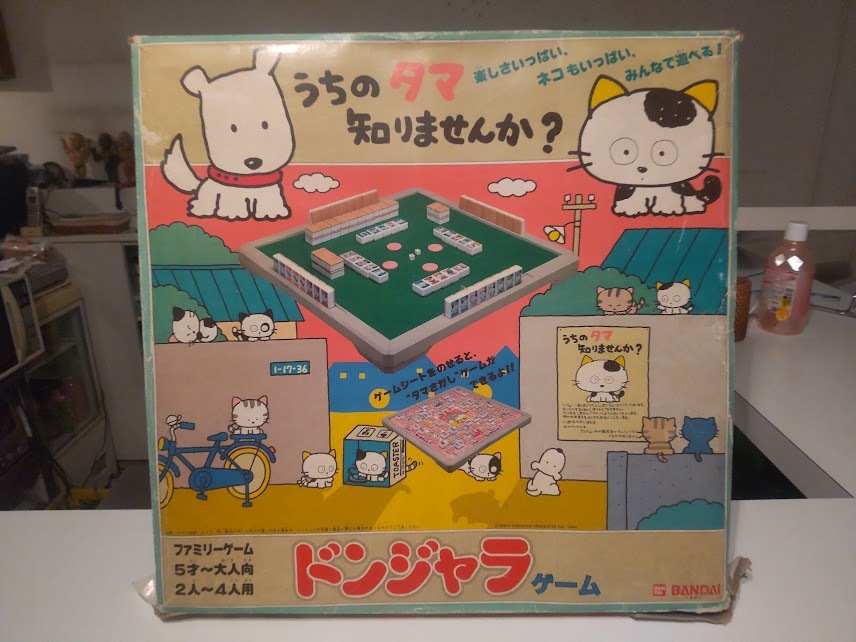 うちの タマ
知りませんか？
楽しさいっぱい、
ネコもいっぱい、
みんなで遊べる！
1-17-36
うちの タマ
知りませんか？
ゲームシートをのせると、
“タマさがし”ゲームが
できるよ!!
TOASTER
ファミリーゲーム
5才〜大人向
2人〜4人用
ドンジャラ
ゲーム
BANDAI